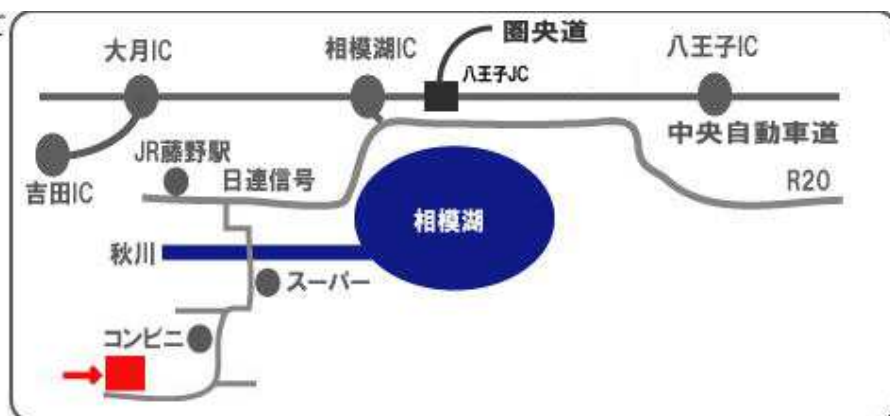 圏央道
大月IC
相模湖IC
八王子IC
八王子JC
中央自動車道
JR藤野駅
吉田IC
日連信号
R20
相模湖
秋川
スーパー
コンビニ